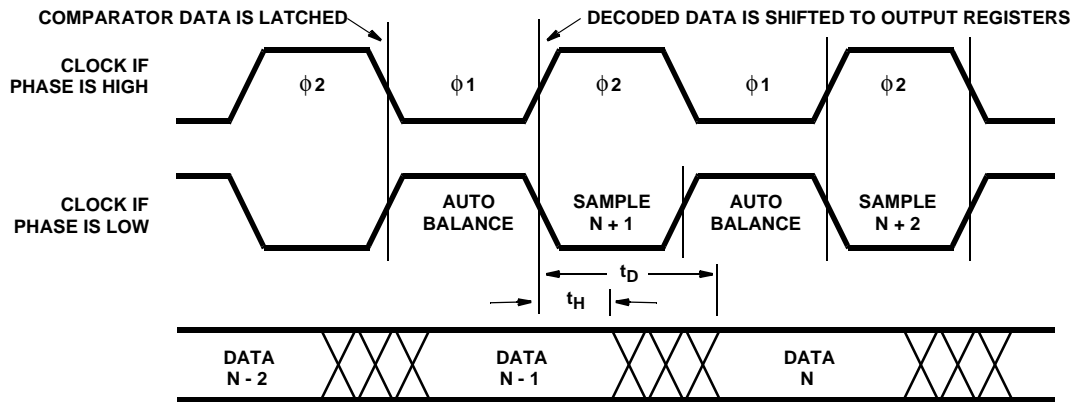 COMPARATOR DATA IS LATCHED
DECODED DATA IS SHIFTED TO OUTPUT REGISTERS
CLOCK IF
PHASE IS HIGH
ϕ2
ϕ1
ϕ2
ϕ1
ϕ2
CLOCK IF
PHASE IS LOW
AUTO
BALANCE
SAMPLE
N + 1
AUTO
BALANCE
SAMPLE
N + 2
tD
tH
DATA
N - 2
DATA
N - 1
DATA
N